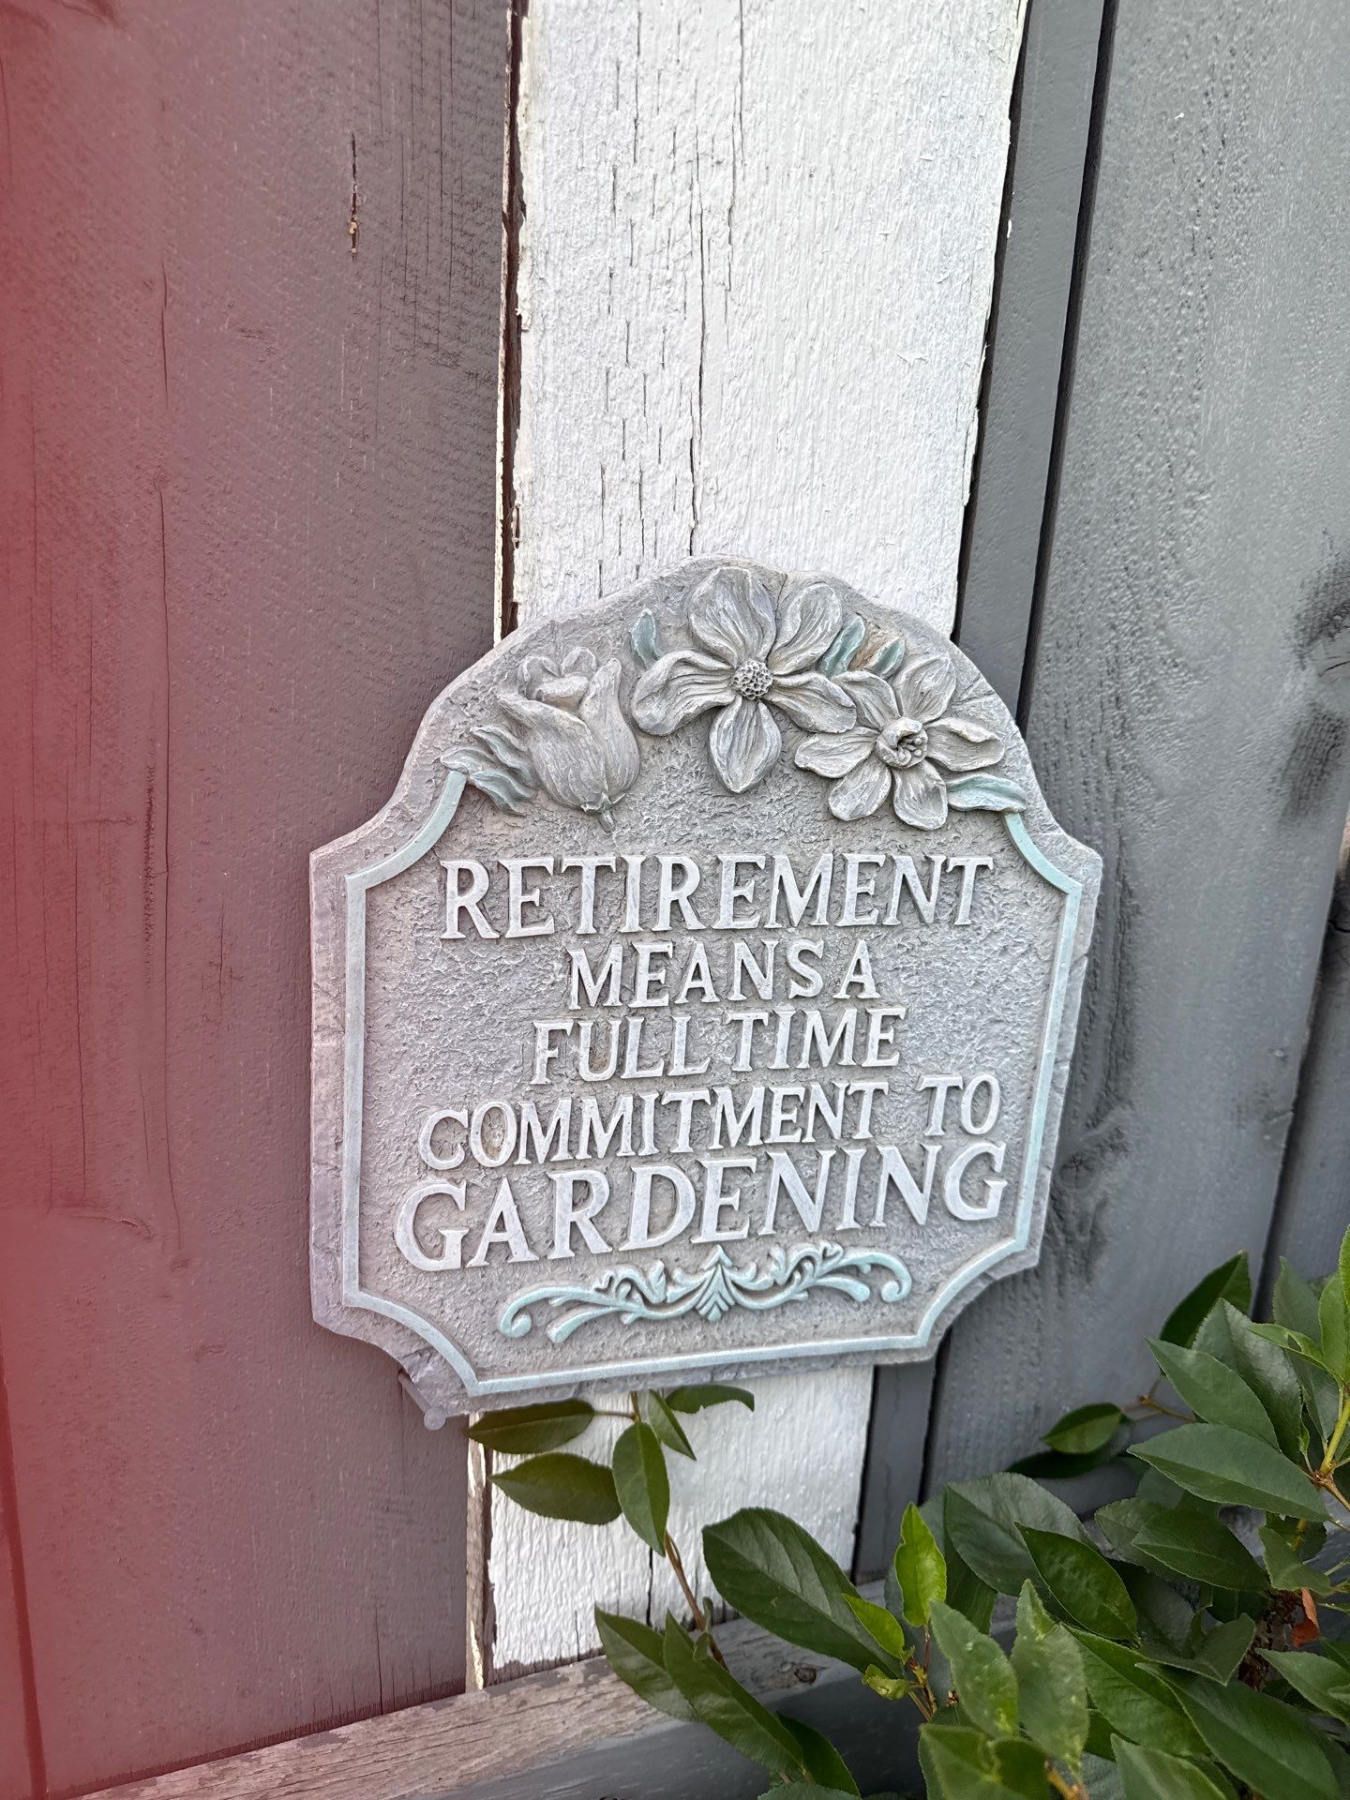 RETIREMENT
MEANS A
FULL TIME
COMMITMENT TO
GARDENING